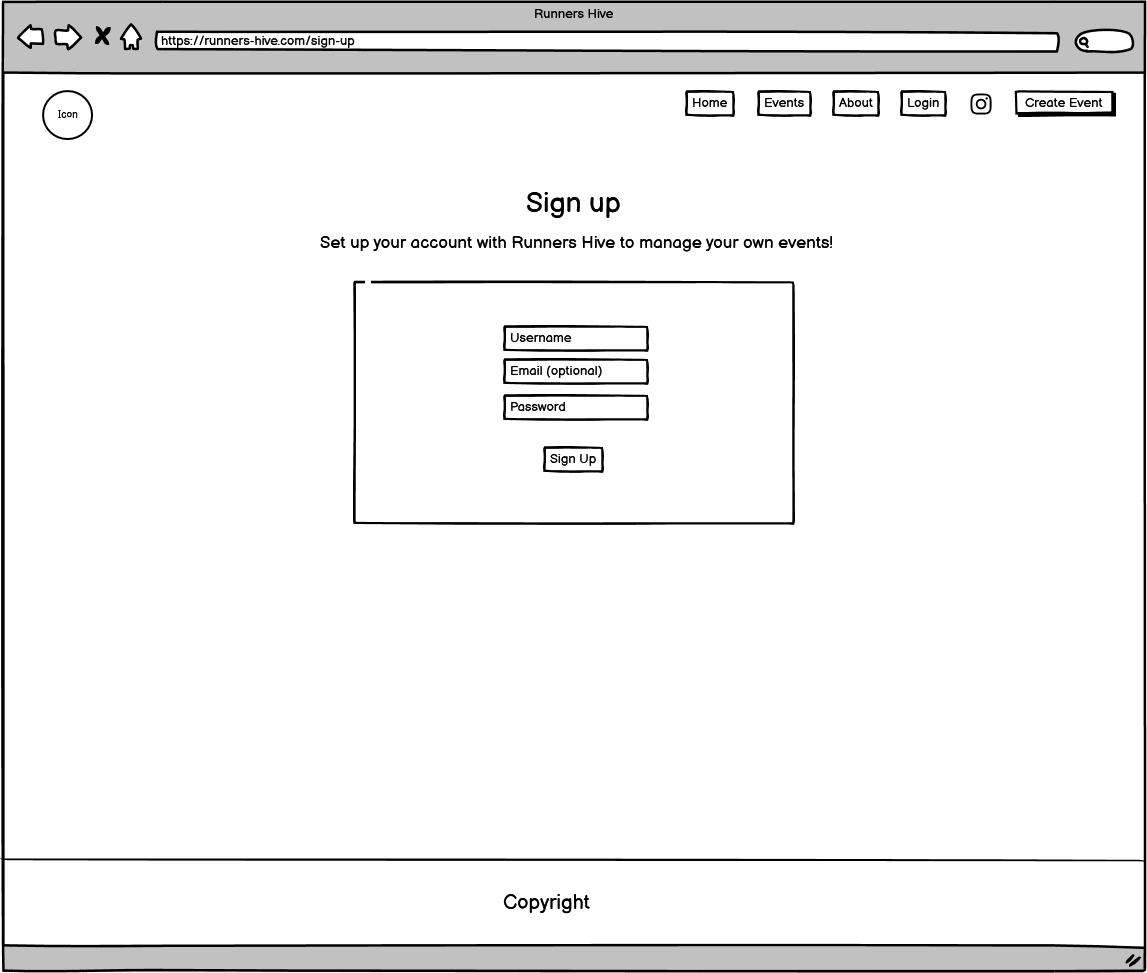 Runners Hive
https://runners-hive.com/sign-up
Icon
Home Events About Login Create Event
Sign up
Set up your account with Runners Hive to manage your own events!
Username
Email (optional)
Password
Sign Up
Copyright